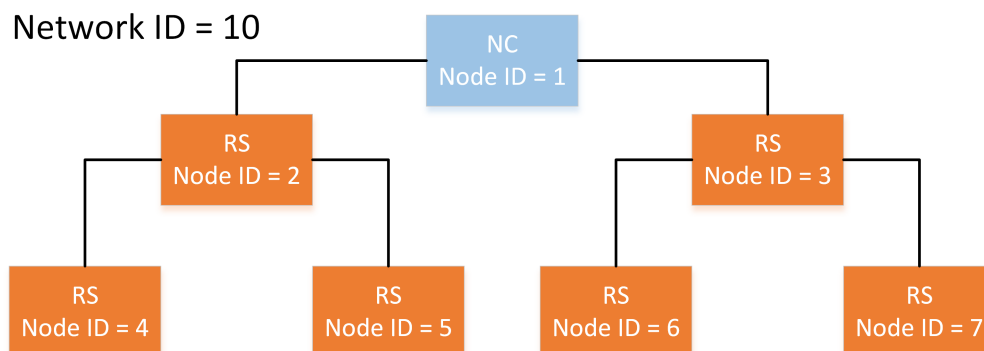 Network ID = 10
NC
Node ID = 1
RS
Node ID = 2
RS
Node ID = 3
RS
Node ID = 4
RS
Node ID = 5
RS
Node ID = 6
RS
Node ID = 7